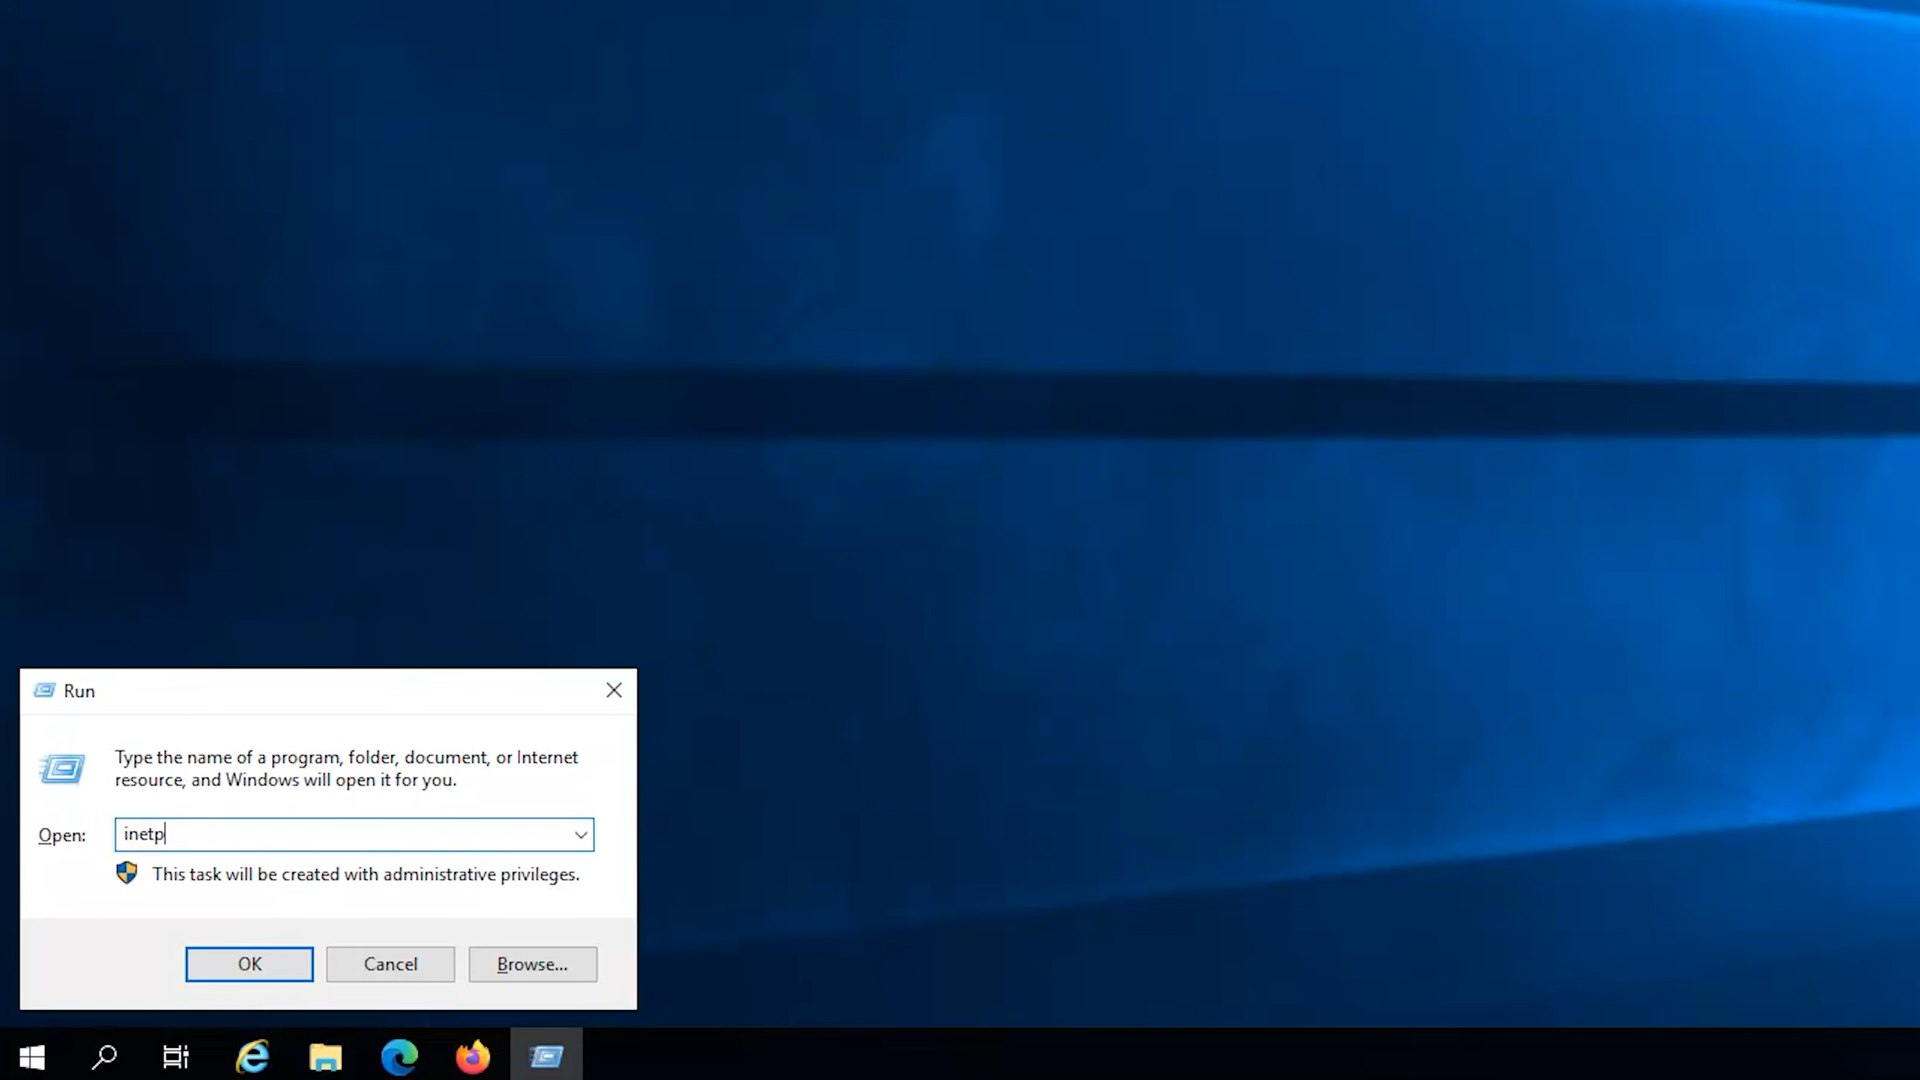 Run
Type the name of a program, folder, document, or Internet
resource, and Windows will open it for you.
Open: inetp
This task will be created with administrative privileges.
OK Cancel Browse...